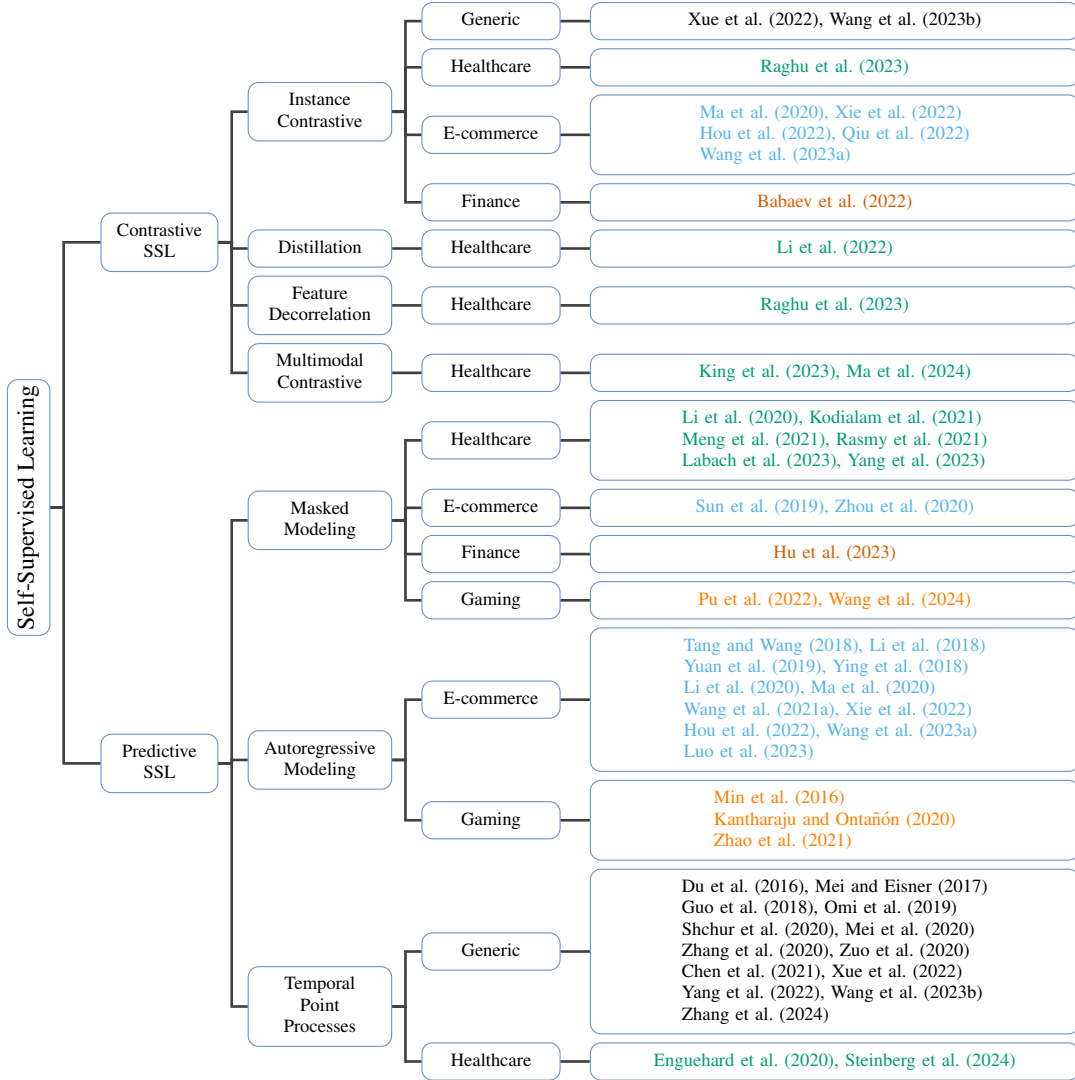 Self-Supervised Learning
Contrastive
SSL
Instance
Contrastive
Generic
Xue et al. (2022), Wang et al. (2023b)
Healthcare
Raghu et al. (2023)
E-commerce
Ma et al. (2020), Xie et al. (2022)
Hou et al. (2022), Qiu et al. (2022)
Wang et al. (2023a)
Finance
Babaev et al. (2022)
Distillation
Healthcare
Li et al. (2022)
Feature
Decorrelation
Healthcare
Raghu et al. (2023)
Multimodal
Contrastive
Healthcare
King et al. (2023), Ma et al. (2024)
Predictive
SSL
Masked
Modeling
Healthcare
Li et al. (2020), Kodialam et al. (2021)
Meng et al. (2021), Rasmy et al. (2021)
Labach et al. (2023), Yang et al. (2023)
E-commerce
Sun et al. (2019), Zhou et al. (2020)
Finance
Hu et al. (2023)
Gaming
Pu et al. (2022), Wang et al. (2024)
Autoregressive
Modeling
E-commerce
Tang and Wang (2018), Li et al. (2018)
Yuan et al. (2019), Ying et al. (2018)
Li et al. (2020), Ma et al. (2020)
Wang et al. (2021a), Xie et al. (2022)
Hou et al. (2022), Wang et al. (2023a)
Luo et al. (2023)
Gaming
Min et al. (2016)
Kantharaju and Ontañón (2020)
Zhao et al. (2021)
Temporal
Point
Processes
Generic
Du et al. (2016), Mei and Eisner (2017)
Guo et al. (2018), Omi et al. (2019)
Shchur et al. (2020), Mei et al. (2020)
Zhang et al. (2020), Zuo et al. (2020)
Chen et al. (2021), Xue et al. (2022)
Yang et al. (2022), Wang et al. (2023b)
Zhang et al. (2024)
Healthcare
Enguehard et al. (2020), Steinberg et al. (2024)